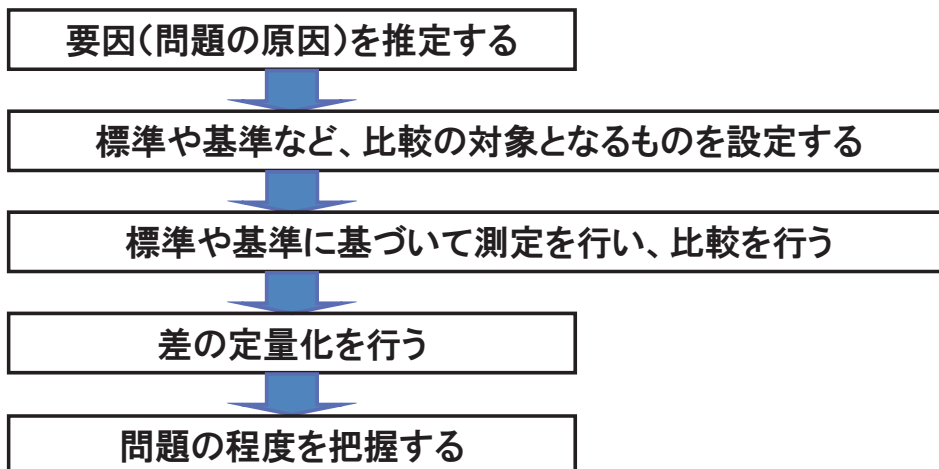 要因(問題の原因)を推定する
標準や基準など、比較の対象となるものを設定する
標準や基準に基づいて測定を行い、比較を行う
差の定量化を行う
問題の程度を把握する